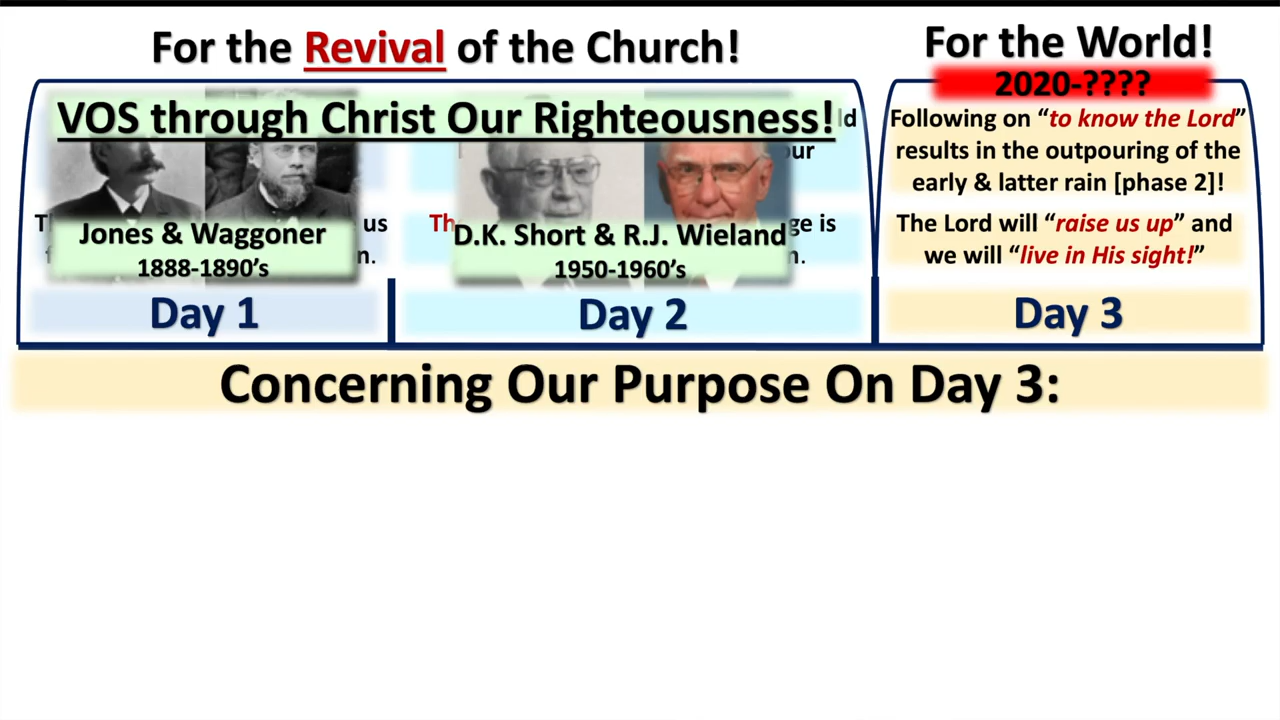 For the Revival of the Church!
For the World!
2020-????
VOS through Christ Our Righteousness!
Jones & Waggoner
1888-1890's
us
Day 1
D.K. Short & R.J. Wieland
1950-1960's
is
Day 2
Following on “to know the Lord”
results in the outpouring of the
early & latter rain [phase 2]!
The Lord will “raise us up” and
we will “live in His sight!”
Day 3
Concerning Our Purpose On Day 3: